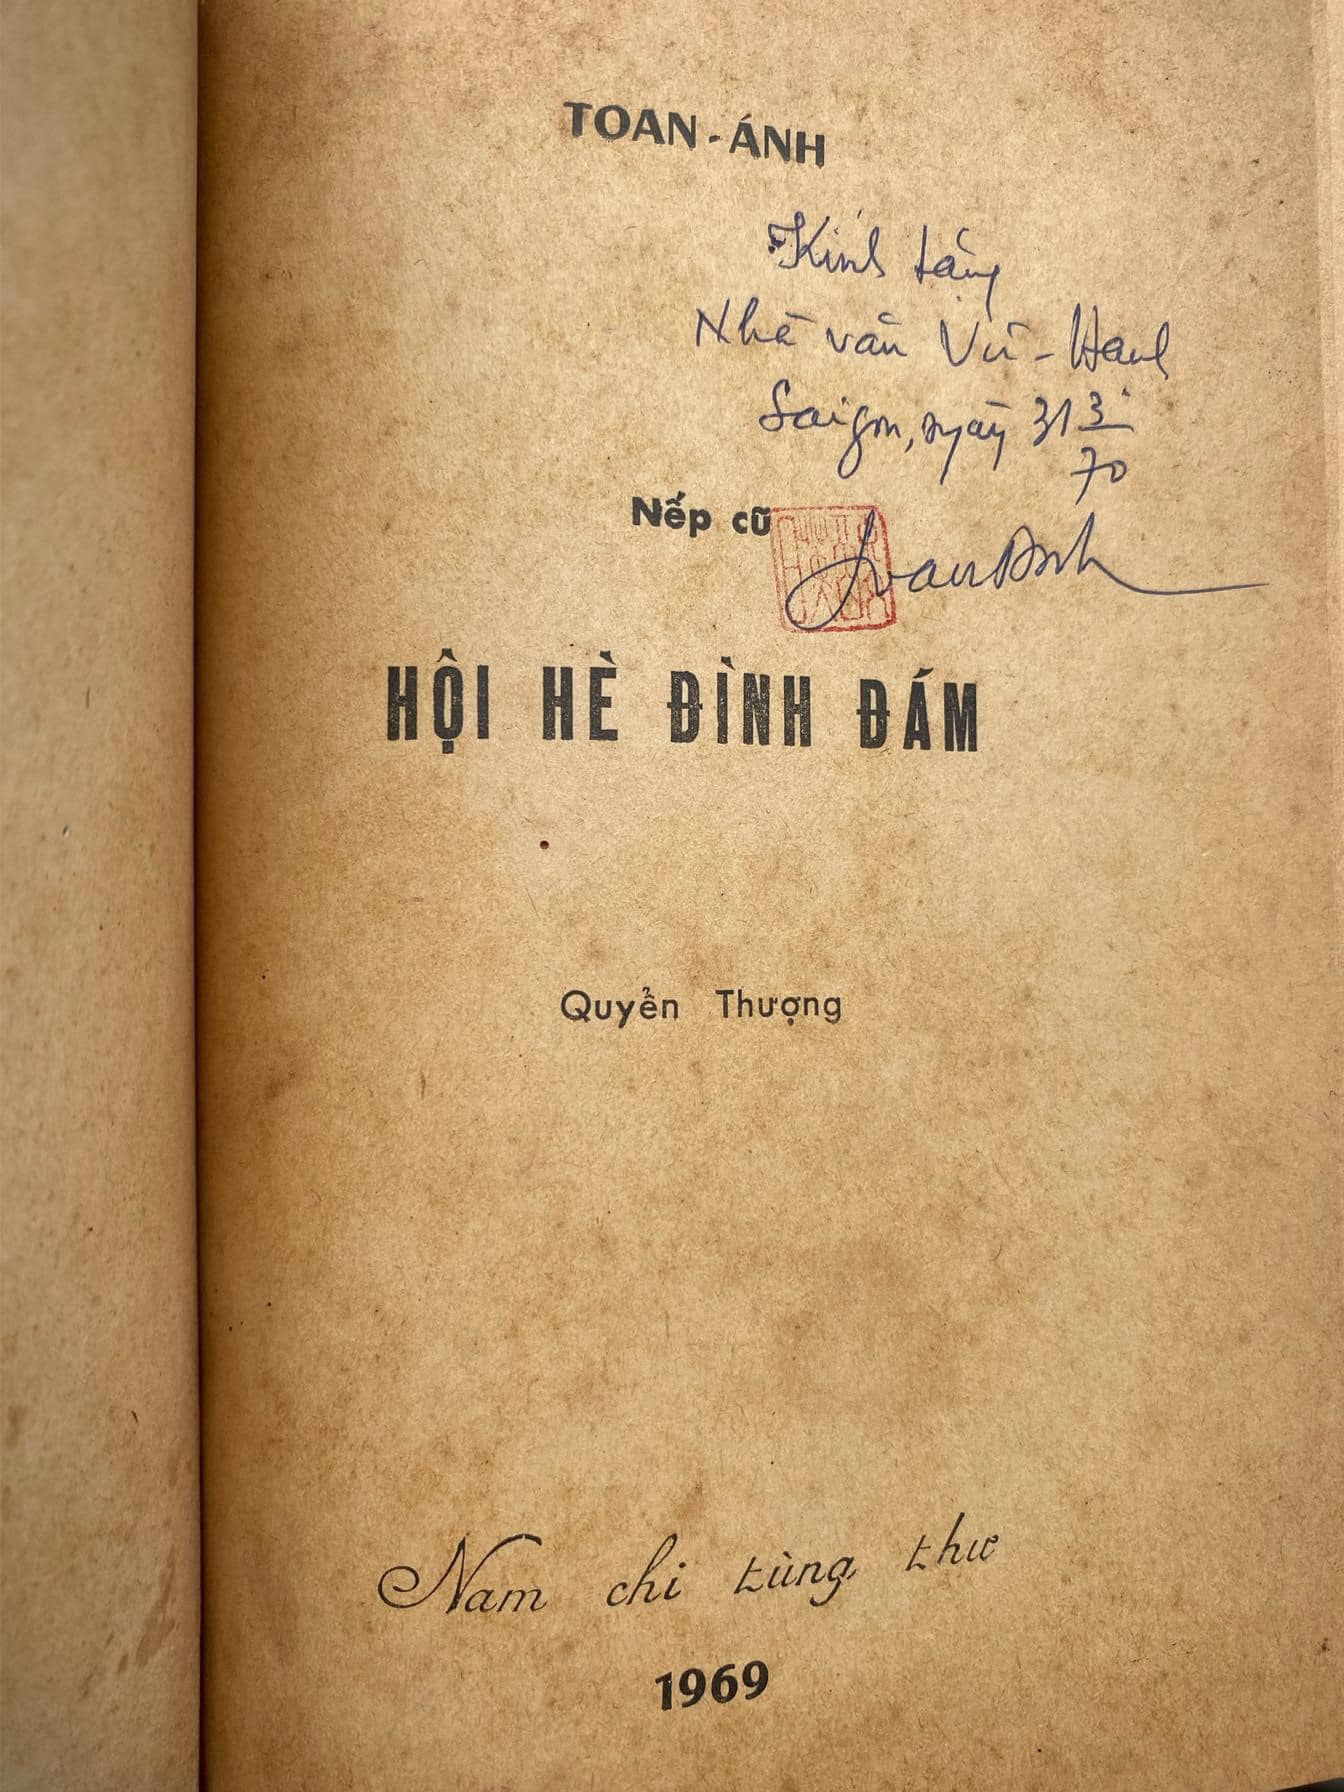 TOAN-ÁNH
Kính tặng
Nhà văn Vũ-Hạnh
Saigon, ngày 31 3
70
Nếp cũ
ToanAnh
HỘI HÈ ĐÌNH ĐÁM
Quyển Thượng
Nam chi tùng thư
1969